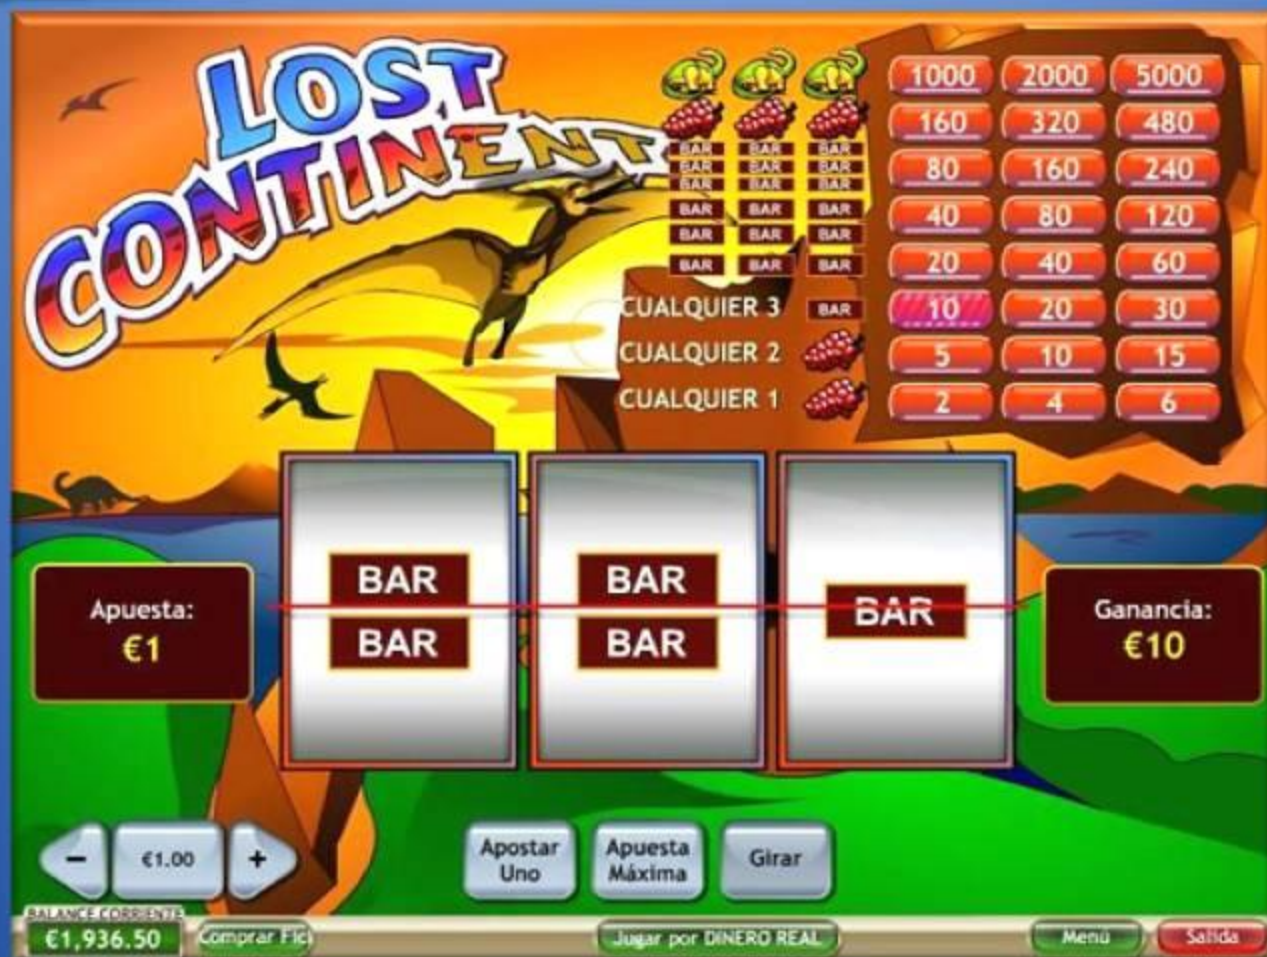 LOST
CONTINENT
1000 2000 5000
160 320 480
BAR BAR BAR
BAR BAR BAR
BAR BAR BAR
80 160 240
BAR BAR BAR
BAR BAR BAR
40 80 120
BAR BAR BAR
20 40 60
CUALQUIER 3 BAR 10 20 30
CUALQUIER 2 5 10 15
CUALQUIER 1 2 4 6
BAR BAR
BAR
BAR BAR
Apuesta:
€1
Ganancia:
€10
- €1.00 +
Apostar
Uno
Apuesta
Máxima
Girar
BALANCE CORRIENTE
€1,936.50
Comprar Fic
Jugar por DINERO REAL
Menú
Salida